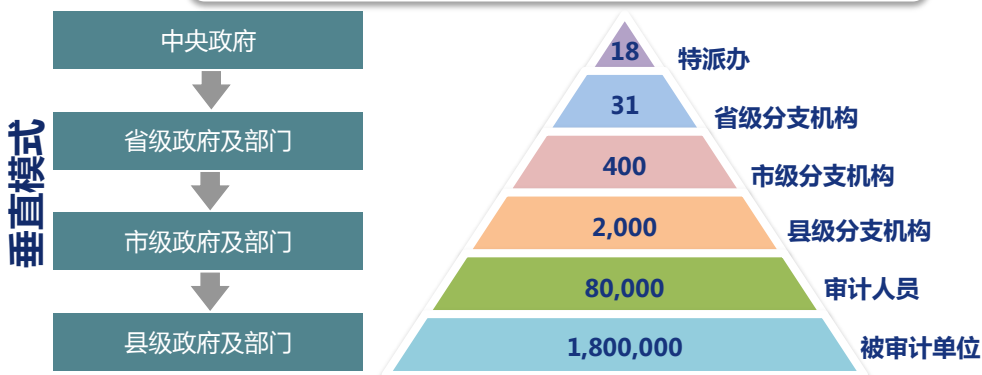 垂直模式
中央政府
省级政府及部门
市级政府及部门
县级政府及部门
18
特派办
31
省级分支机构
400
市级分支机构
2,000
县级分支机构
80,000
审计人员
1,800,000
被审计单位